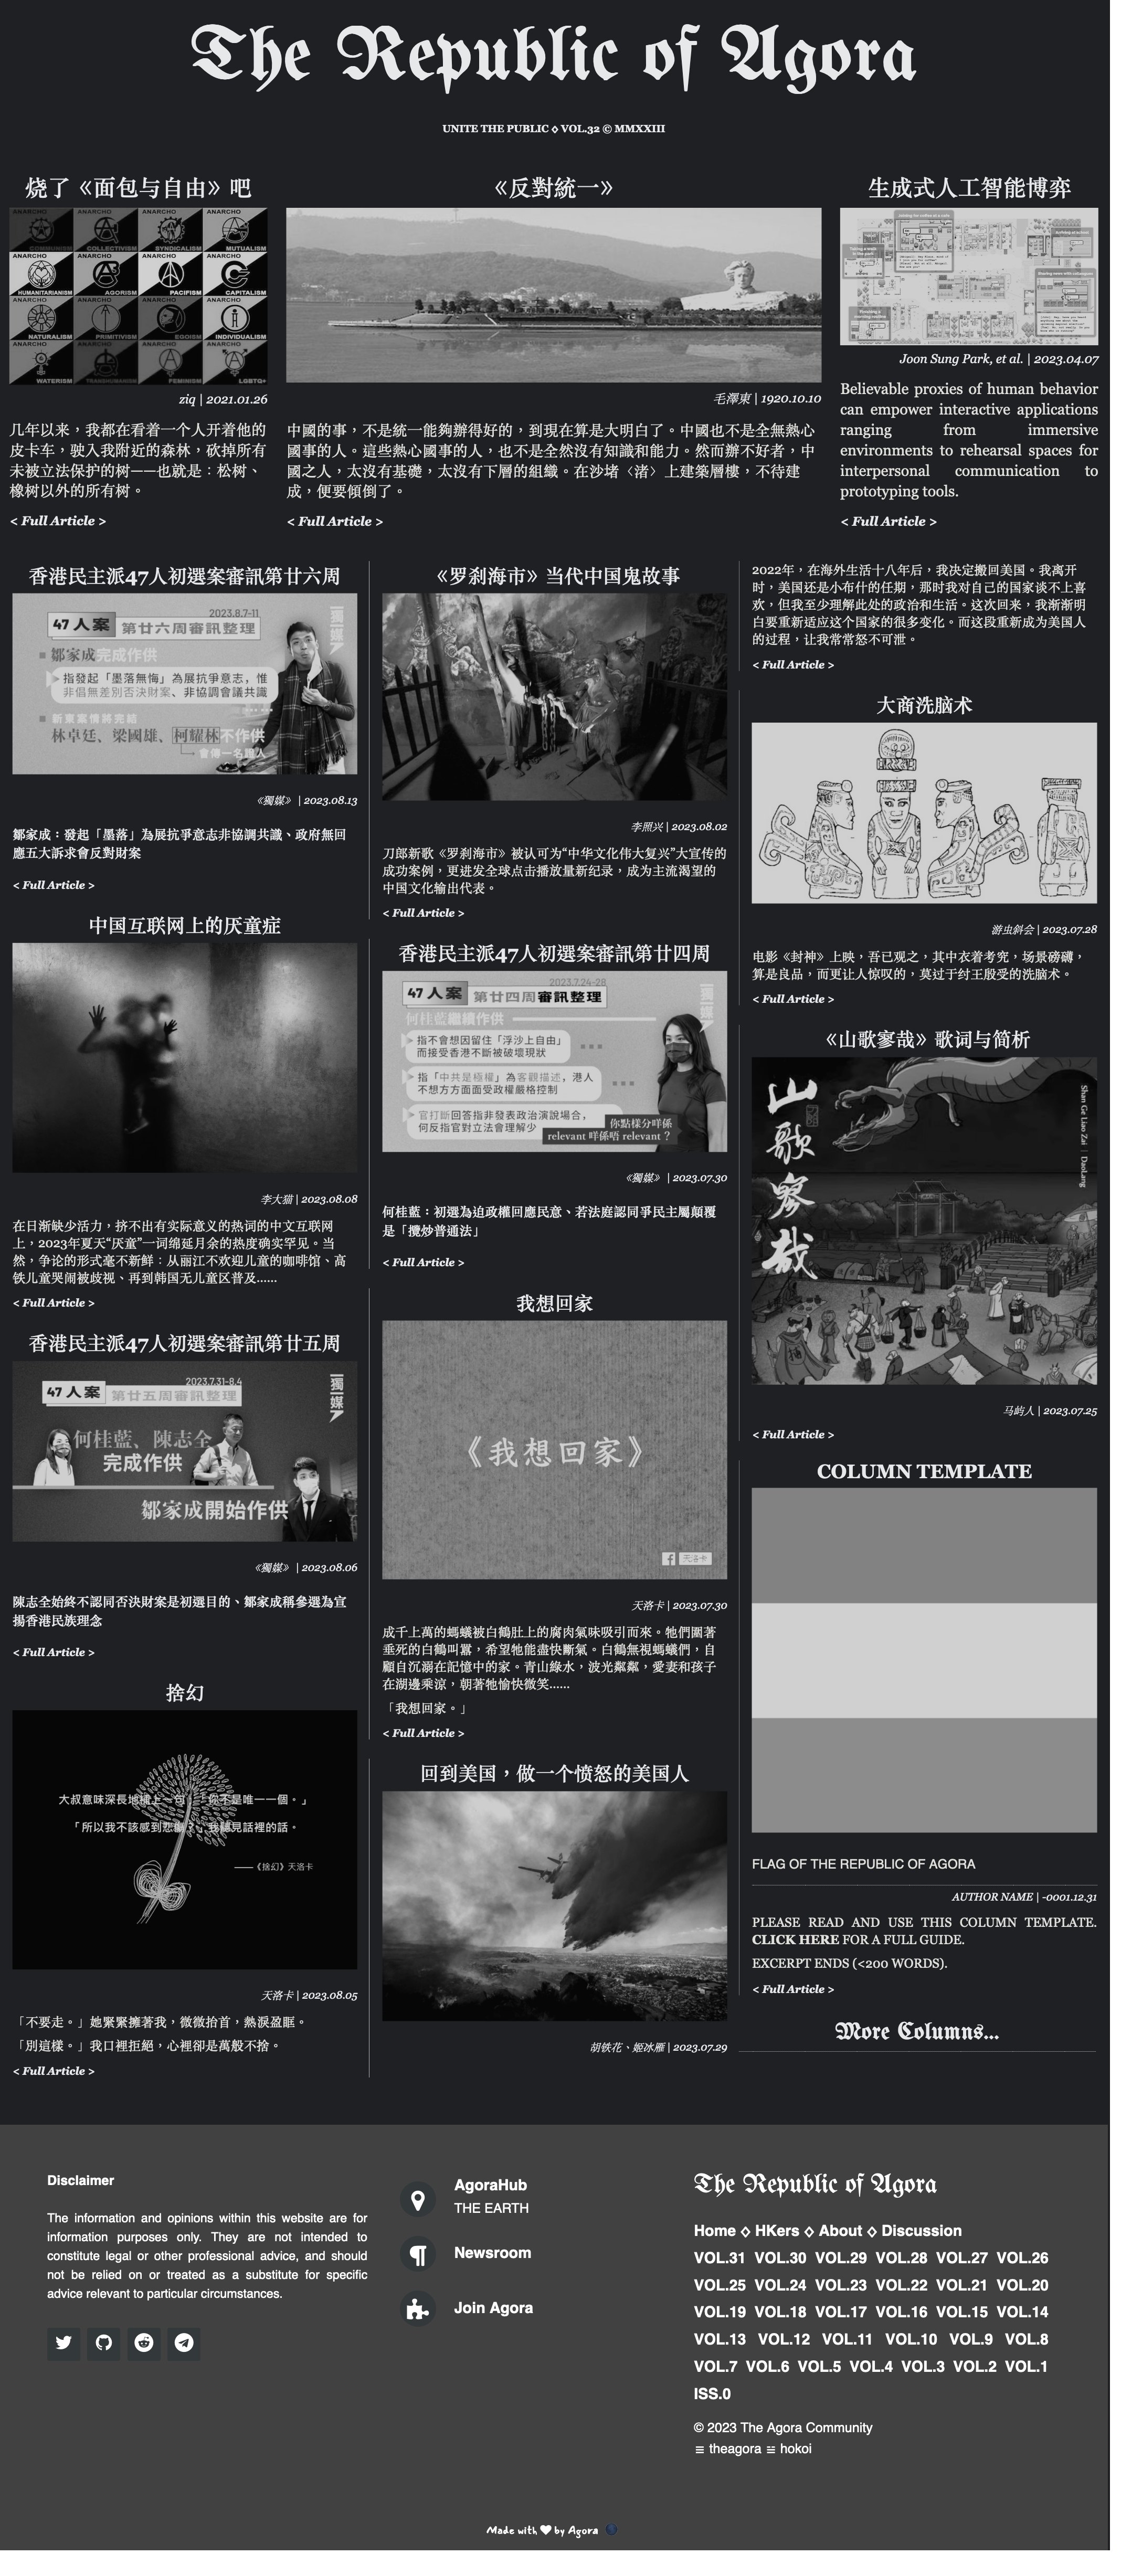 The Republic of Agora
UNITE THE PUBLIC ◊ VOL.32 © MMXXIII
烧了《面包与自由》吧
ANARCHO ANARCHO ANARCHO ANARCHO
COMMUNISM COLLECTIVISM SYNDICALISM MUTUALISM
ANARCHO ANARCHO ANARCHO ANARCHO
HUMANITARIANISM AGORISM PACIFISM CAPITALISM
ANARCHO ANARCHO ANARCHO ANARCHO
NATURALISM PRIMITIVISM EGOISM INDIVIDUALISM
ANARCHO ANARCHO ANARCHO ANARCHO
WATERISM TRANSHUMANISM FEMINISM LGBTQ+
ziq | 2021.01.26
几年以来，我都在看着一个人开着他的
皮卡车，驶入我附近的森林，砍掉所有
未被立法保护的树——也就是：松树、
橡树以外的所有树。
< Full Article >
《反對統一》
毛澤東 | 1920.10.10
中國的事，不是統一能夠辦得好的，到現在算是大明白了。中國也不是全無熱心
國事的人。這些熱心國事的人，也不是全然沒有知識和能力。然而辦不好者，中
國之人，太沒有基礎，太沒有下層的組織。在沙堵〈渚〉上建築層樓，不待建
成，便要傾倒了。
< Full Article >
生成式人工智能博弈
Joon Sung Park, et al. | 2023.04.07
Believable proxies of human behavior
can empower interactive applications
ranging from immersive
environments to rehearsal spaces for
interpersonal communication to
prototyping tools.
< Full Article >
香港民主派47人初選案審訊第廿六周
2023.8.7-11
獨媒
47 人案 第廿六周審訊整理
鄒家成完成作供
指發起「墨落無悔」為展抗爭意志，惟
非倡無差別否決財案、非協調會議共識
新東案情將完結
林卓廷、梁國雄、柯耀林不作供
會傳一名證人
《獨媒》 | 2023.08.13
鄒家成：發起「墨落」為展抗爭意志非協調共識、政府無回
應五大訴求會反對財案
< Full Article >
中国互联网上的厌童症
李大猫 | 2023.08.08
在日渐缺少活力，挤不出有实际意义的热词的中文互联网
上，2023年夏天“厌童”一词绵延月余的热度确实罕见。当
然，争论的形式毫不新鲜：从丽江不欢迎儿童的咖啡馆、高
铁儿童哭闹被歧视、再到韩国无儿童区普及……
< Full Article >
香港民主派47人初選案審訊第廿五周
2023.7.31-8.4
獨媒
47 人案 第廿五周審訊整理
何桂藍、陳志全
完成作供
鄒家成開始作供
《獨媒》 | 2023.08.06
陳志全始終不認同否決財案是初選目的、鄒家成稱參選為宣
揚香港民族理念
< Full Article >
捨幻
大叔意味深長地補上一句：「你不是唯一一個。」
「所以我不該感到悲傷？」我聽見話裡的話。
——《捨幻》天洛卡
天洛卡 | 2023.08.05
「不要走。」她緊緊擁著我，微微抬首，熱淚盈眶。
「別這樣。」我口裡拒絕，心裡卻是萬般不捨。
< Full Article >
《罗刹海市》当代中国鬼故事
李照兴 | 2023.08.02
刀郎新歌《罗刹海市》被认可为“中华文化伟大复兴”大宣传的
成功案例，更迸发全球点击播放量新纪录，成为主流渴望的
中国文化输出代表。
< Full Article >
香港民主派47人初選案審訊第廿四周
2023.7.24-28
獨媒
47 人案 第廿四周審訊整理
何桂藍繼續作供
指不會想因留住「浮沙上自由」
而接受香港不斷被破壞現狀
指「中共是極權」為客觀描述，港人
不想方方面面受政權嚴格控制
官打斷回答指非發表政治演說場合，
何反指官對立法會理解少
你點樣分咩係
relevant 咩係唔 relevant？
《獨媒》 | 2023.07.30
何桂藍：初選為迫政權回應民意、若法庭認同爭民主屬顛覆
是「攬炒普通法」
< Full Article >
我想回家
《我想回家》
天洛卡
天洛卡 | 2023.07.30
成千上萬的螞蟻被白鶴肚上的腐肉氣味吸引而來。牠們圍著
垂死的白鶴叫囂，希望牠能盡快斷氣。白鶴無視螞蟻們，自
顧自沉溺在記憶中的家。青山綠水，波光粼粼，愛妻和孩子
在湖邊乘涼，朝著牠愉快微笑……
「我想回家。」
< Full Article >
回到美国，做一个愤怒的美国人
胡轶花、姬冰雁 | 2023.07.29
2022年，在海外生活十八年后，我决定搬回美国。我离开
时，美国还是小布什的任期，那时我对自己的国家谈不上喜
欢，但我至少理解此处的政治和生活。这次回来，我渐渐明
白要重新适应这个国家的很多变化。而这段重新成为美国人
的过程，让我常常怒不可泄。
< Full Article >
大商洗脑术
游虫斜会 | 2023.07.28
电影《封神》上映，吾已观之，其中衣着考究，场景磅礴，
算是良品，而更让人惊叹的，莫过于纣王殷受的洗脑术。
< Full Article >
《山歌寥哉》歌词与简析
山歌寥哉
Shan Ge Liao Zai | DaoLang
马屿人 | 2023.07.25
< Full Article >
COLUMN TEMPLATE
FLAG OF THE REPUBLIC OF AGORA
AUTHOR NAME | -0001.12.31
PLEASE READ AND USE THIS COLUMN TEMPLATE.
CLICK HERE FOR A FULL GUIDE.
EXCERPT ENDS (<200 WORDS).
< Full Article >
More Columns...
Disclaimer
The information and opinions within this website are for
information purposes only. They are not intended to
constitute legal or other professional advice, and should
not be relied on or treated as a substitute for specific
advice relevant to particular circumstances.
AgoraHub
THE EARTH
Newsroom
Join Agora
The Republic of Agora
Home ◊ HKers ◊ About ◊ Discussion
VOL.31 VOL.30 VOL.29 VOL.28 VOL.27 VOL.26
VOL.25 VOL.24 VOL.23 VOL.22 VOL.21 VOL.20
VOL.19 VOL.18 VOL.17 VOL.16 VOL.15 VOL.14
VOL.13 VOL.12 VOL.11 VOL.10 VOL.9 VOL.8
VOL.7 VOL.6 VOL.5 VOL.4 VOL.3 VOL.2 VOL.1
ISS.0
© 2023 The Agora Community
theagora hokoi
Made with ♥ by Agora